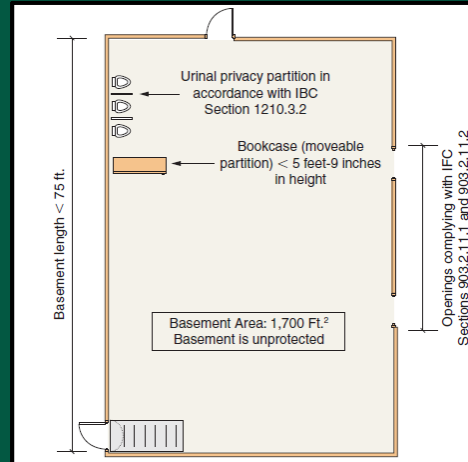 Urinal privacy partition in
accordance with IBC
Section 1210.3.2
Bookcase (moveable
partition) < 5 feet-9 inches
in height
Basement length < 75 ft.
Openings complying with IFC
Sections 903.2.11.1 and 903.2.11.2
Basement Area: 1,700 Ft.²
Basement is unprotected